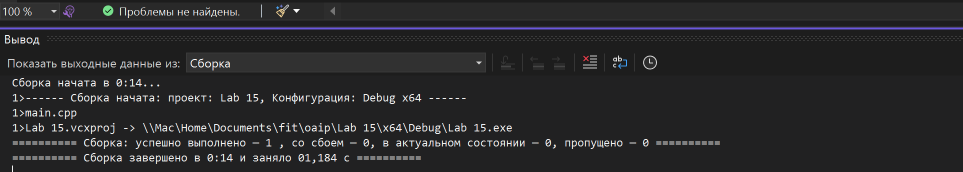 100 % Проблемы не найдены.
Вывод
Показать выходные данные из: Сборка
Сборка начата в 0:14...
1>------ Сборка начата: проект: Lab 15, Конфигурация: Debug x64 ------
1>main.cpp
1>Lab 15.vcxproj -> \\Mac\Home\Documents\fit\oaip\Lab 15\x64\Debug\Lab 15.exe
========== Сборка: успешно выполнено — 1 , со сбоем — 0, в актуальном состоянии — 0, пропущено — 0 ==========
========== Сборка завершено в 0:14 и заняло 01,184 с ==========